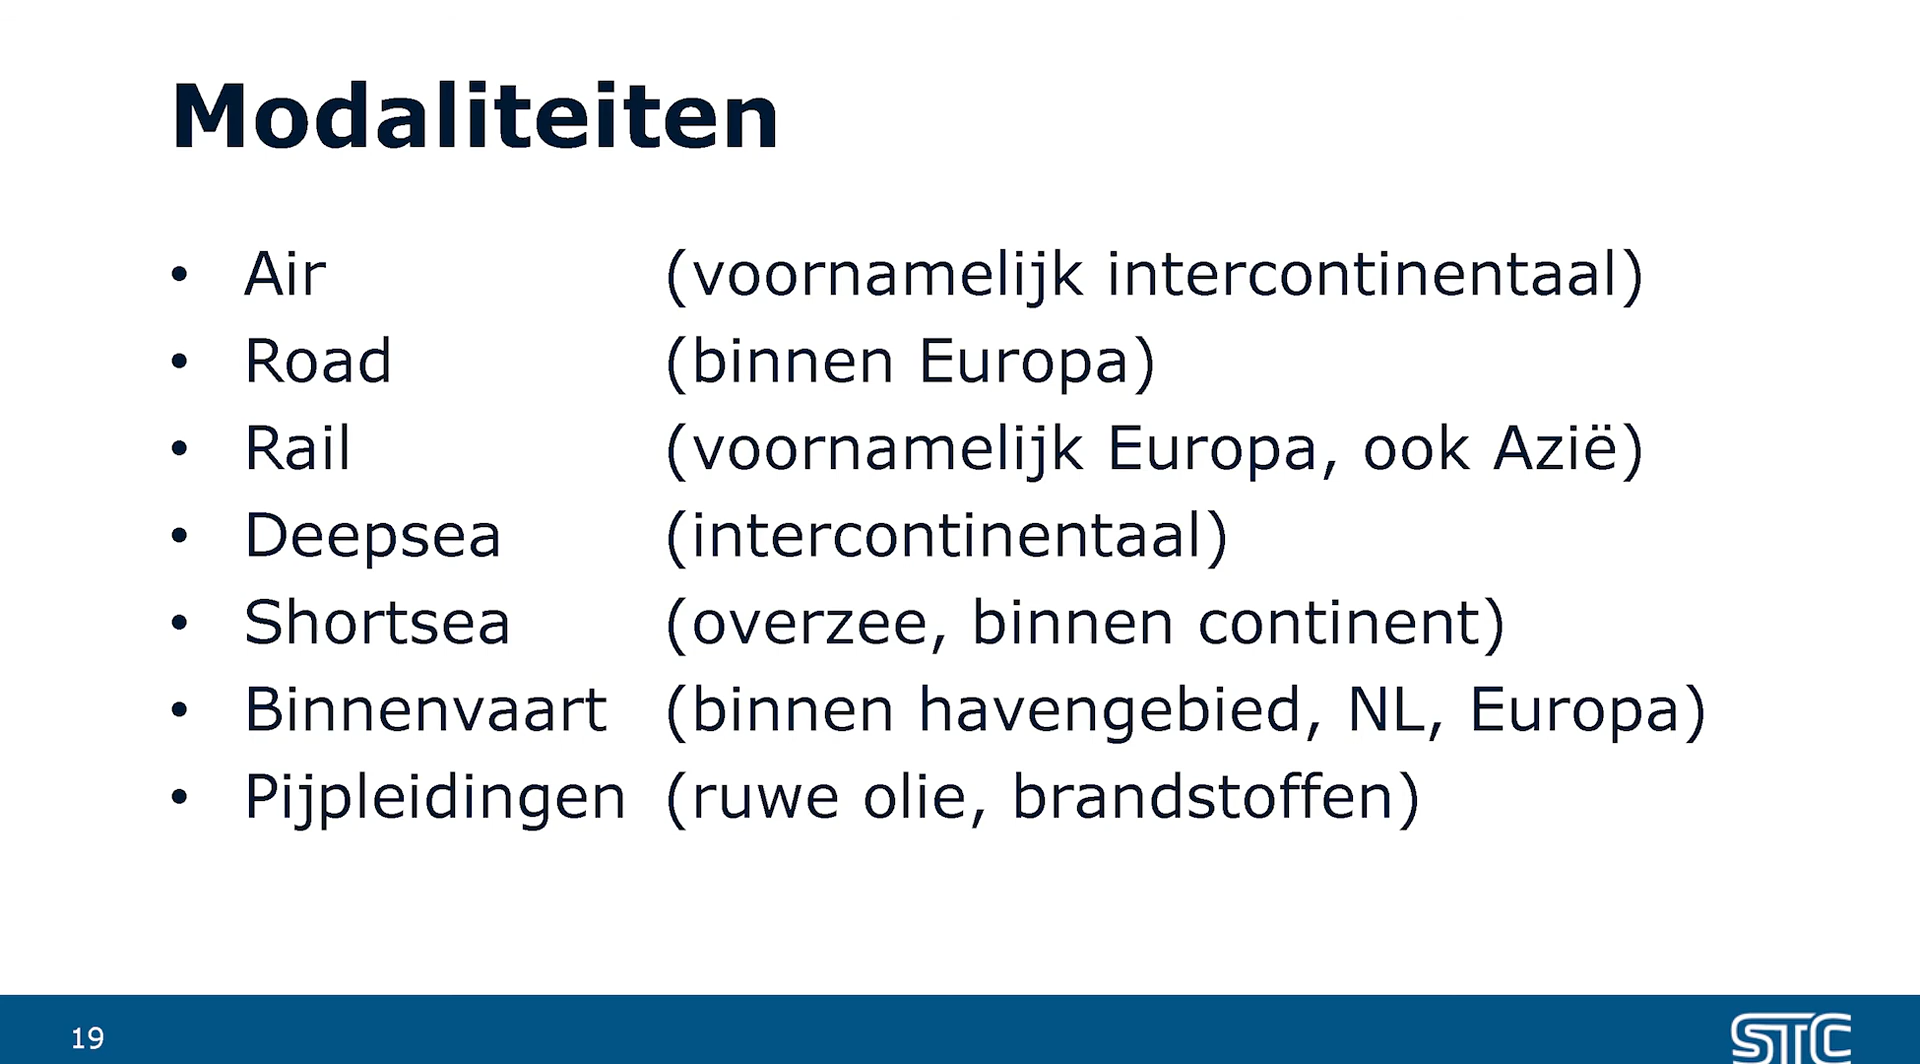 Modaliteiten
• Air (voornamelijk intercontinentaal)
• Road (binnen Europa)
• Rail (voornamelijk Europa, ook Azië)
• Deepsea (intercontinentaal)
• Shortsea (overzee, binnen continent)
• Binnenvaart (binnen havengebied, NL, Europa)
• Pijpleidingen (ruwe olie, brandstoffen)
19
STC